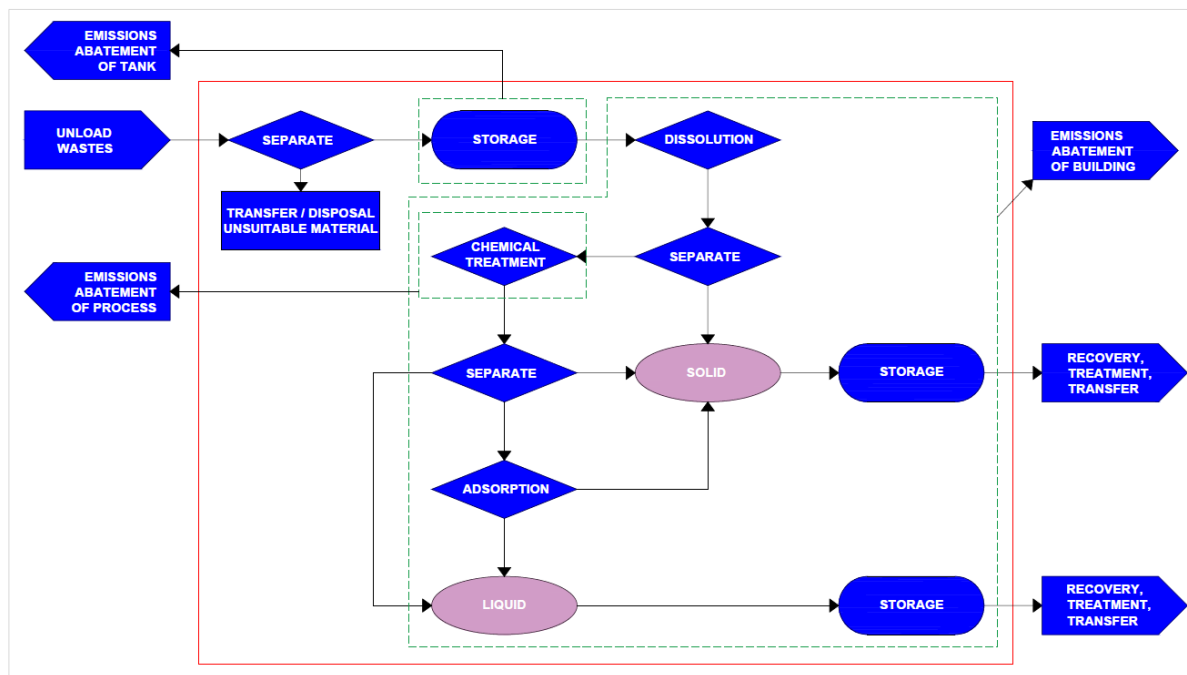 EMISSIONS
ABATEMENT
OF TANK
UNLOAD
WASTES
SEPARATE
STORAGE
DISSOLUTION
EMISSIONS
ABATEMENT
OF BUILDING
TRANSFER / DISPOSAL
UNSUITABLE MATERIAL
CHEMICAL
TREATMENT
SEPARATE
EMISSIONS
ABATEMENT
OF PROCESS
SEPARATE
SOLID
STORAGE
RECOVERY,
TREATMENT,
TRANSFER
ADSORPTION
LIQUID
STORAGE
RECOVERY,
TREATMENT,
TRANSFER